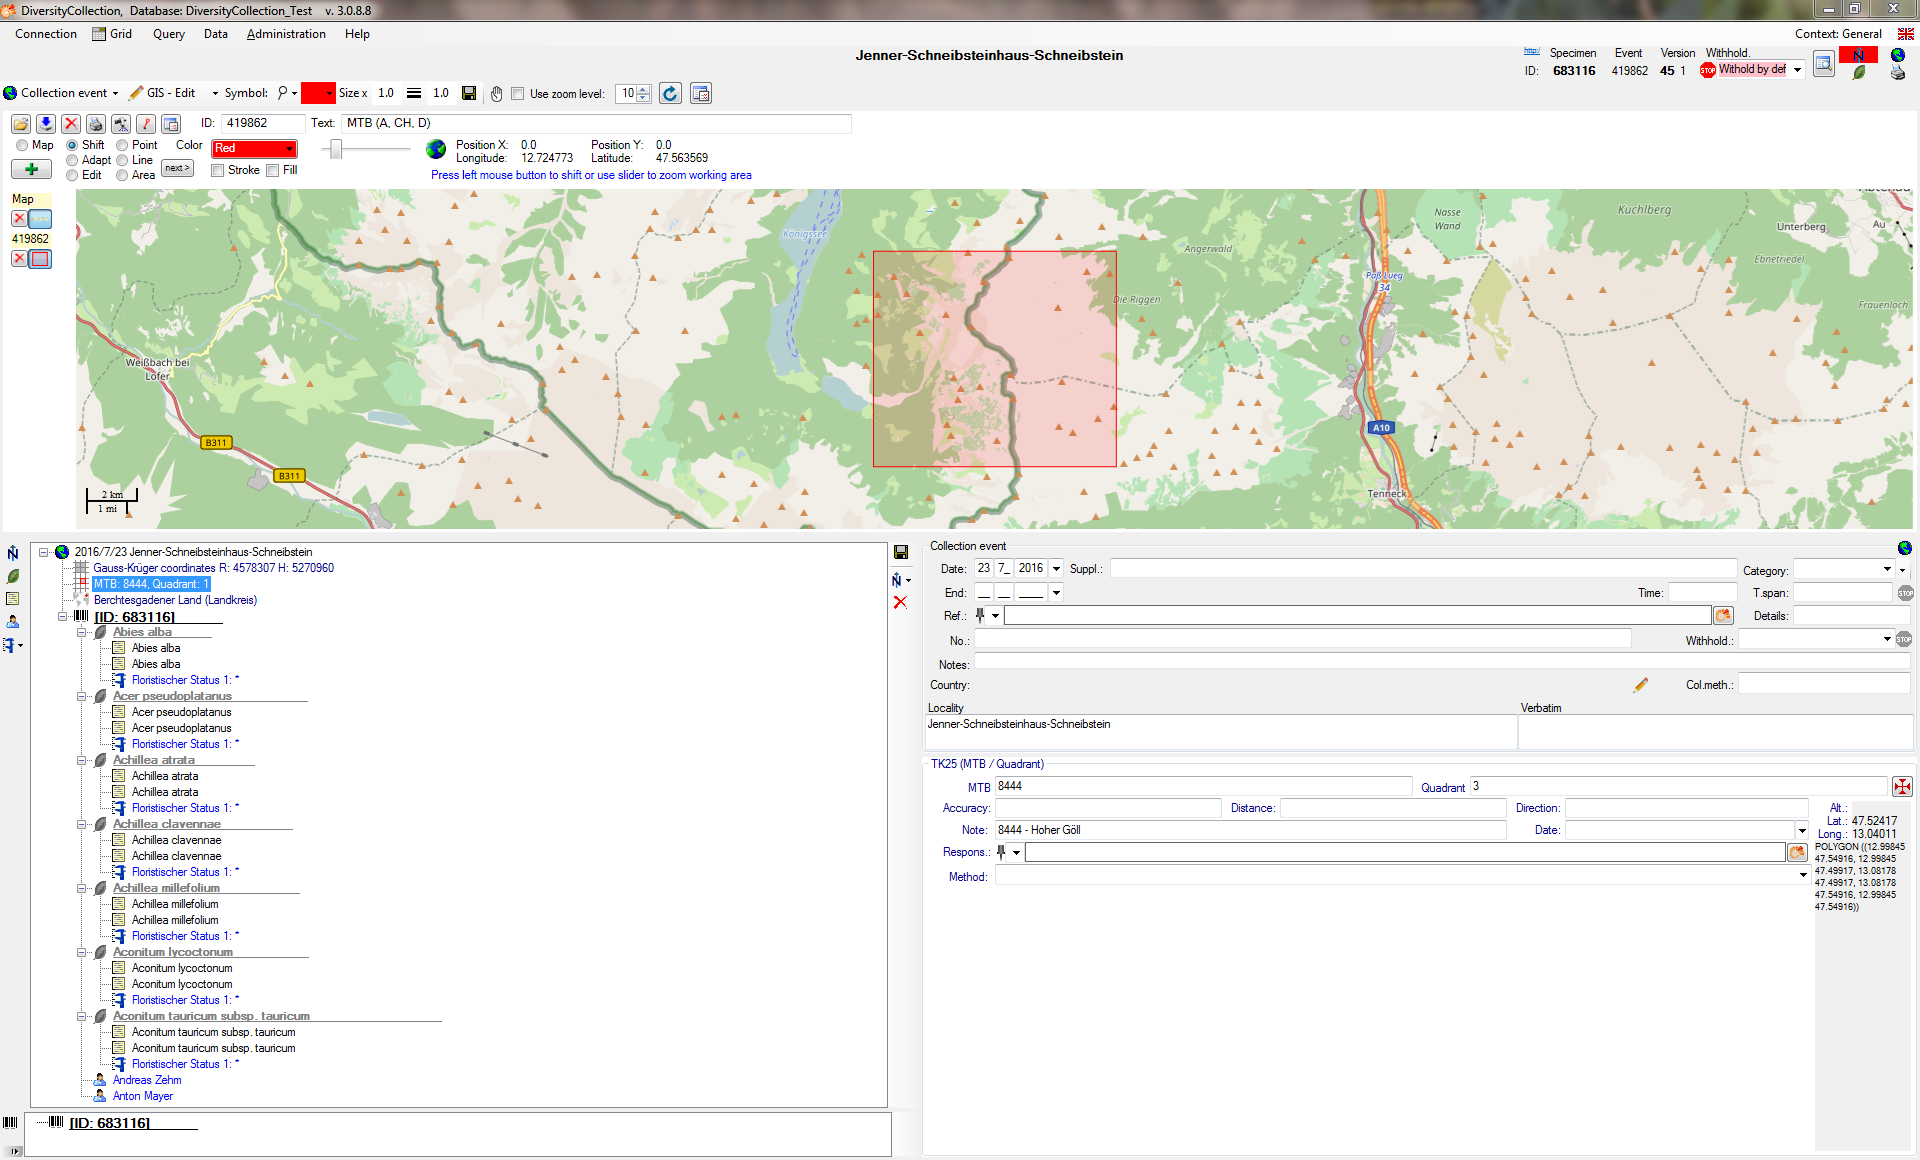 DiversityCollection,  Database: DiversityCollection_Test    v. 3.0.8.8
Connection Grid Query Data Administration Help Context: General
Jenner-Schneibsteinhaus-Schneibstein
http:/ Specimen Event Version Withhold.
ID: 683116 419862 45 1 STOP Withold by def
Collection event GIS - Edit Symbol: Size x 1.0 1.0 Use zoom level: 10
ID: 419862 Text: MTB (A, CH, D)
Map Shift Point Color Red Position X: 0.0 Position Y: 0.0
Adapt Line Longitude: 12.724773 Latitude: 47.563569
Edit Area next > Stroke Fill Press left mouse button to shift or use slider to zoom working area
Map
419862
Königssee
Nasse
Wand
Kuchlberg
Abtenau
Unterberg
Au
Angerwald
Ebnetriedel
Paß Lueg
34
Die Riggen
Frauenloch
Weißbach bei
Lofer
B311
B311
A10
Tenneck
2 km
1 mi
2016/7/23 Jenner-Schneibsteinhaus-Schneibstein
Gauss-Krüger coordinates R: 4578307 H: 5270960
MTB: 8444, Quadrant: 1
Berchtesgadener Land (Landkreis)
[ID: 683116]
Abies alba
Abies alba
Abies alba
Floristischer Status 1: *
Acer pseudoplatanus
Acer pseudoplatanus
Acer pseudoplatanus
Floristischer Status 1: *
Achillea atrata
Achillea atrata
Achillea atrata
Floristischer Status 1: *
Achillea clavennae
Achillea clavennae
Achillea clavennae
Floristischer Status 1: *
Achillea millefolium
Achillea millefolium
Achillea millefolium
Floristischer Status 1: *
Aconitum lycoctonum
Aconitum lycoctonum
Aconitum lycoctonum
Floristischer Status 1: *
Aconitum tauricum subsp. tauricum
Aconitum tauricum subsp. tauricum
Aconitum tauricum subsp. tauricum
Floristischer Status 1: *
Andreas Zehm
Anton Mayer
[ID: 683116]
Collection event
Date: 23 7_ 2016 Suppl.: Category:
End: __ __ ____ Time: T.span: STOP
Ref.: Details:
No.: Withhold.: STOP
Notes:
Country: Col.meth.:
Locality Verbatim
Jenner-Schneibsteinhaus-Schneibstein
TK25 (MTB / Quadrant)
MTB 8444 Quadrant 3
Accuracy: Distance: Direction: Alt.:
Note: 8444 - Hoher Göll Date: Lat.: 47.52417
Long.: 13.04011
Respons.:
Method:
POLYGON ((12.99845
47.54916, 12.99845
47.49917, 13.08178
47.49917, 13.08178
47.54916, 12.99845
47.54916))